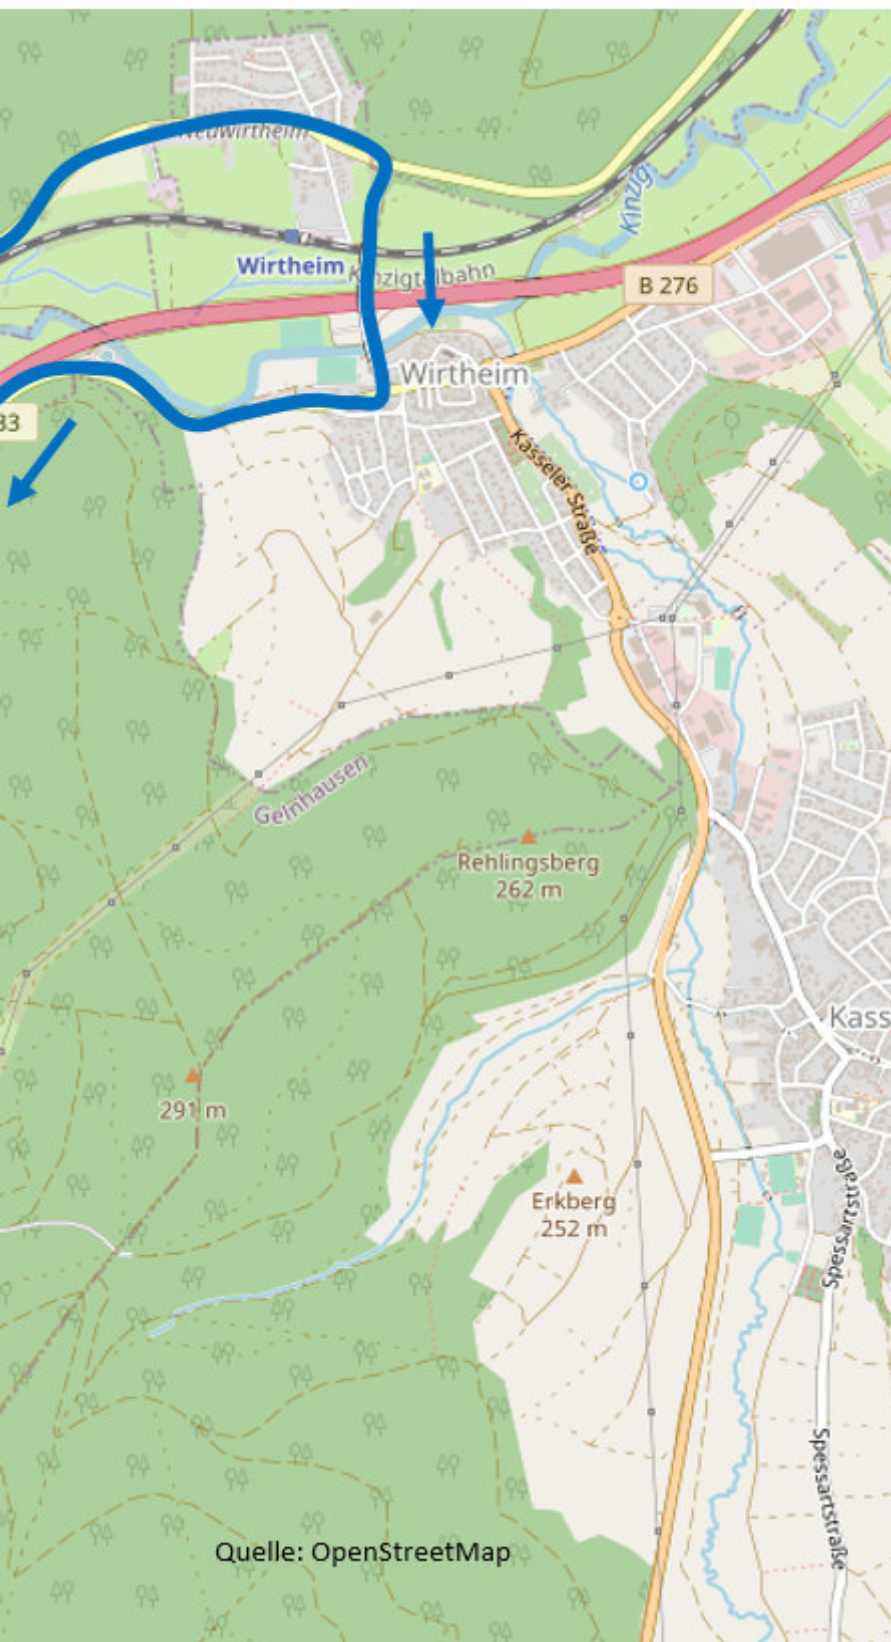 Neuwirtheim
Kinzig
Wirtheim
Kinzigtalbahn
B 276
Wirtheim
33
Kasseler Straße
Gelnhausen
Rehlingsberg
262 m
Kass
291 m
Erkberg
252 m
Spessartstraße
Spessartstraße
Quelle: OpenStreetMap